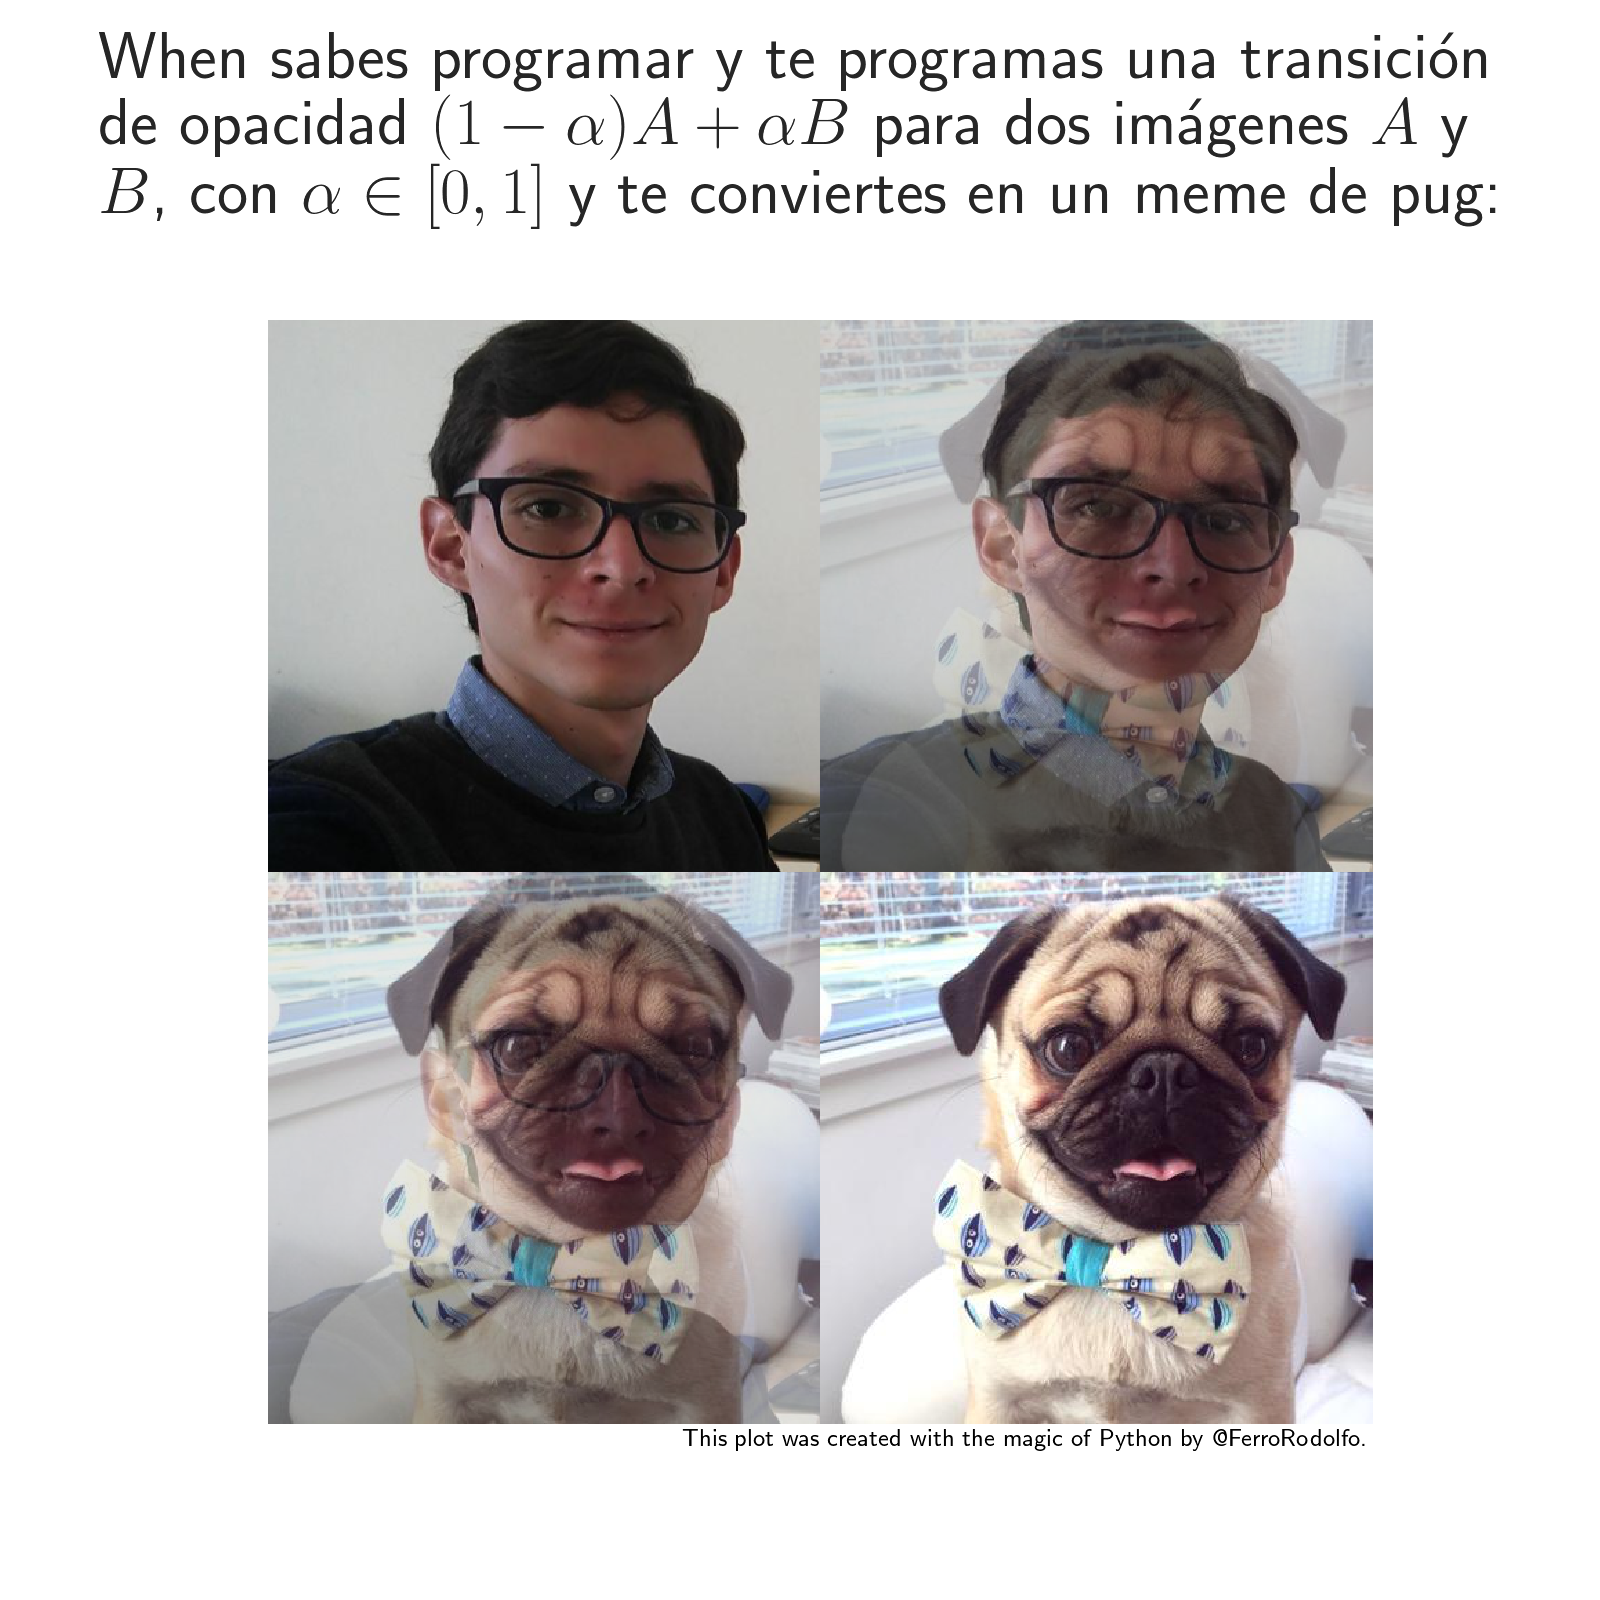 When sabes programar y te programas una transición
de opacidad (1 − α)A + αB para dos imágenes A y
B, con α ∈ [0, 1] y te conviertes en un meme de pug:
This plot was created with the magic of Python by @FerroRodolfo.